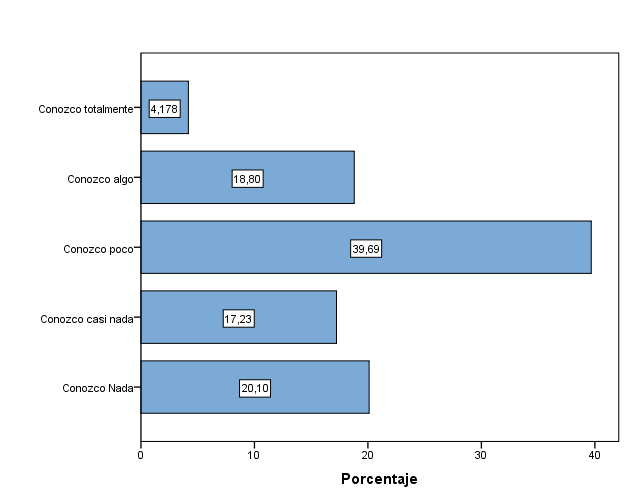 Conozco totalmente
4,178
Conozco algo
18,80
Conozco poco
39,69
Conozco casi nada
17,23
Conozco Nada
20,10
0 10 20 30 40
Porcentaje